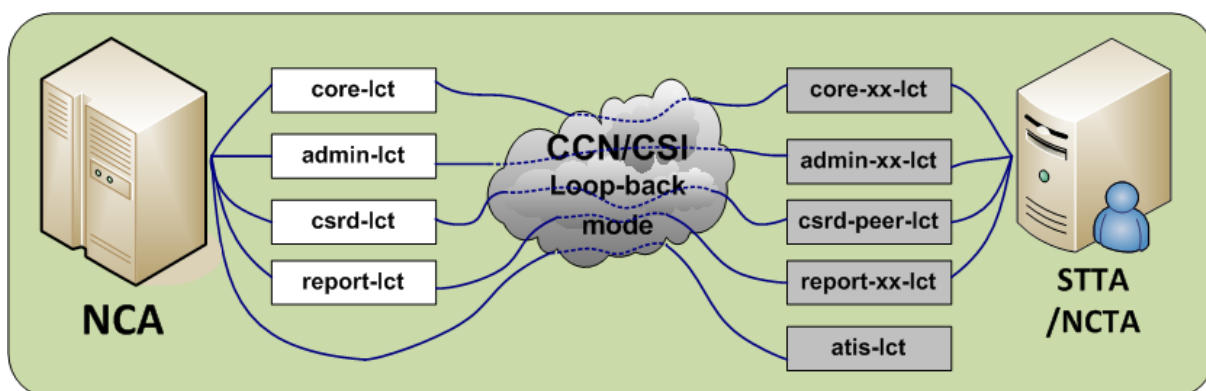 core-lct
admin-lct
csrd-lct
report-lct
NCA
CCN/CSI
Loop-back
mode
core-xx-lct
admin-xx-lct
csrd-peer-lct
report-xx-lct
atis-lct
STTA
/NCTA